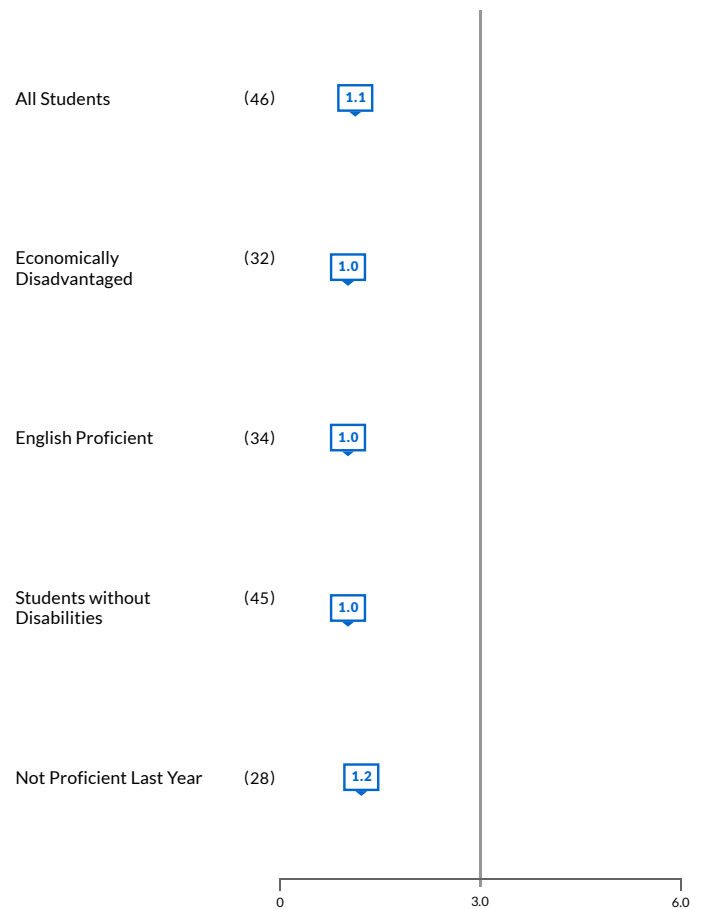 All Students (46) 1.1
Economically
Disadvantaged (32) 1.0
English Proficient (34) 1.0
Students without
Disabilities (45) 1.0
Not Proficient Last Year (28) 1.2
0 3.0 6.0